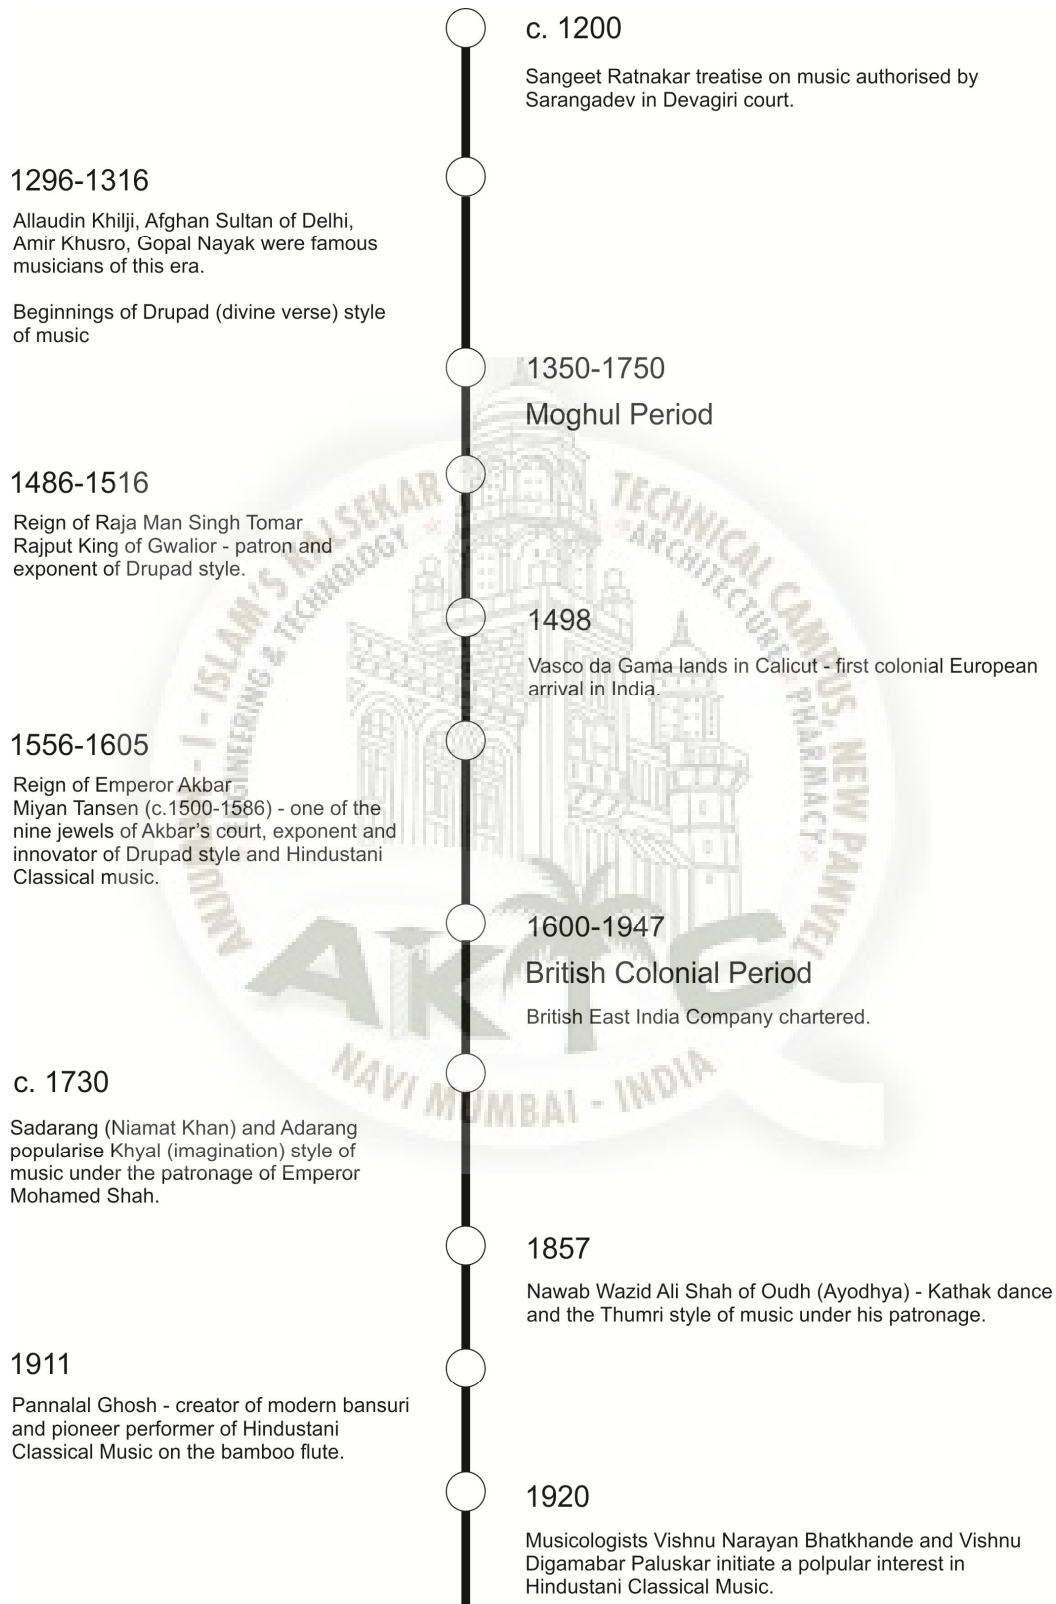 c. 1200
Sangeet Ratnakar treatise on music authorised by
Sarangadev in Devagiri court.
1296-1316
Allaudin Khilji, Afghan Sultan of Delhi,
Amir Khusro, Gopal Nayak were famous
musicians of this era.
Beginnings of Drupad (divine verse) style
of music
1350-1750
Moghul Period
1486-1516
Reign of Raja Man Singh Tomar
Rajput King of Gwalior - patron and
exponent of Drupad style.
1498
Vasco da Gama lands in Calicut - first colonial European
arrival in India.
1556-1605
Reign of Emperor Akbar
Miyan Tansen (c.1500-1586) - one of the
nine jewels of Akbar's court, exponent and
innovator of Drupad style and Hindustani
Classical music.
1600-1947
British Colonial Period
British East India Company chartered.
c. 1730
Sadarang (Niamat Khan) and Adarang
popularise Khyal (imagination) style of
music under the patronage of Emperor
Mohamed Shah.
1857
Nawab Wazid Ali Shah of Oudh (Ayodhya) - Kathak dance
and the Thumri style of music under his patronage.
1911
Pannalal Ghosh - creator of modern bansuri
and pioneer performer of Hindustani
Classical Music on the bamboo flute.
1920
Musicologists Vishnu Narayan Bhatkhande and Vishnu
Digamabar Paluskar initiate a polpular interest in
Hindustani Classical Music.
- I - ISLAM'S KALSEKAR TECHNICAL CAMPUS, NEW PANVEL
ENGINEERING & TECHNOLOGY * ARCHITECTURE PHARMACY *
NAVI MUMBAI - INDIA